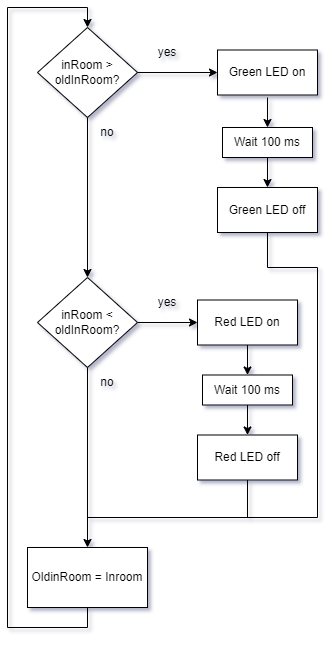 inRoom >
oldInRoom?
yes
Green LED on
Wait 100 ms
no
Green LED off
inRoom <
oldInRoom?
yes
Red LED on
no
Wait 100 ms
Red LED off
OldinRoom = Inroom